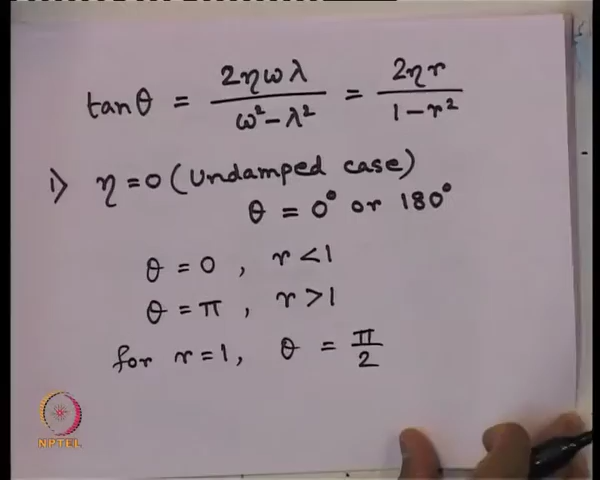 tanθ = 2ηωλ / ω² − λ² = 2ηr / 1 − r²
i) η = 0 (Undamped case)
θ = 0° or 180°
θ = 0 , r < 1
θ = π , r > 1
for r = 1, θ = π / 2
NPTEL